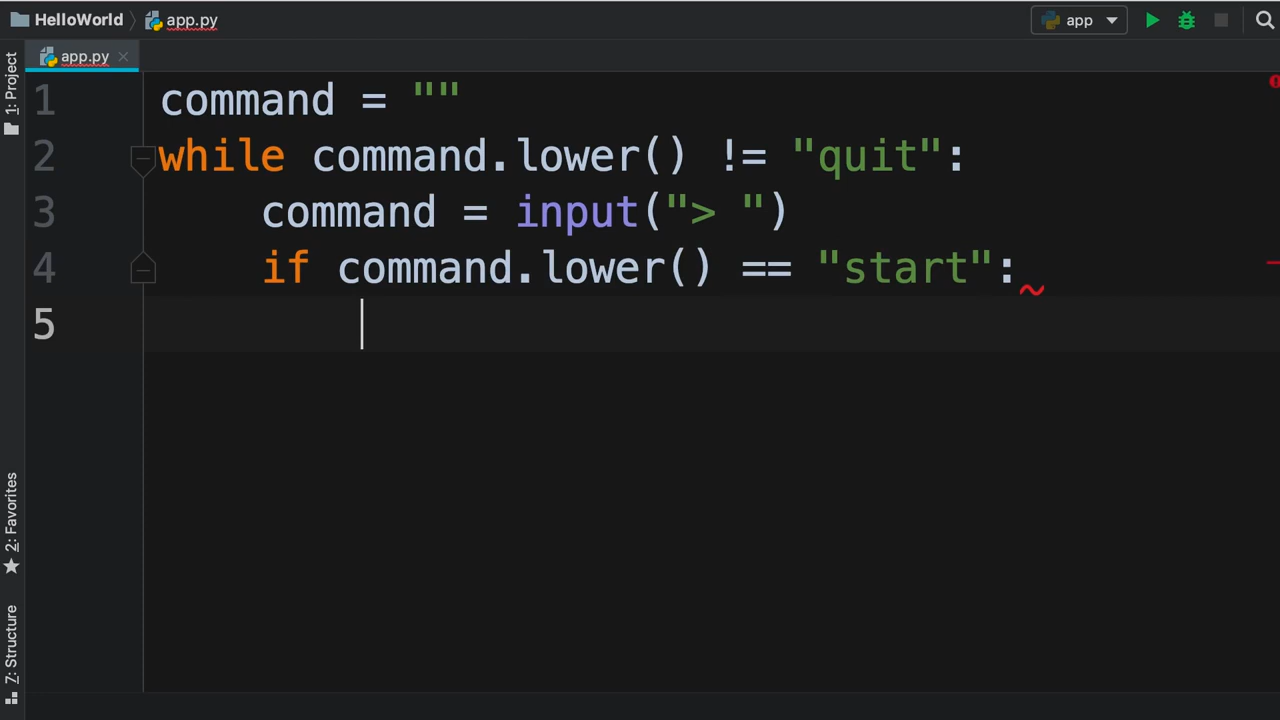 HelloWorld app.py app
1: Project
app.py
1 command = ""
2 while command.lower() != "quit":
3     command = input("> ")
4     if command.lower() == "start":
5
2: Favorites
7: Structure